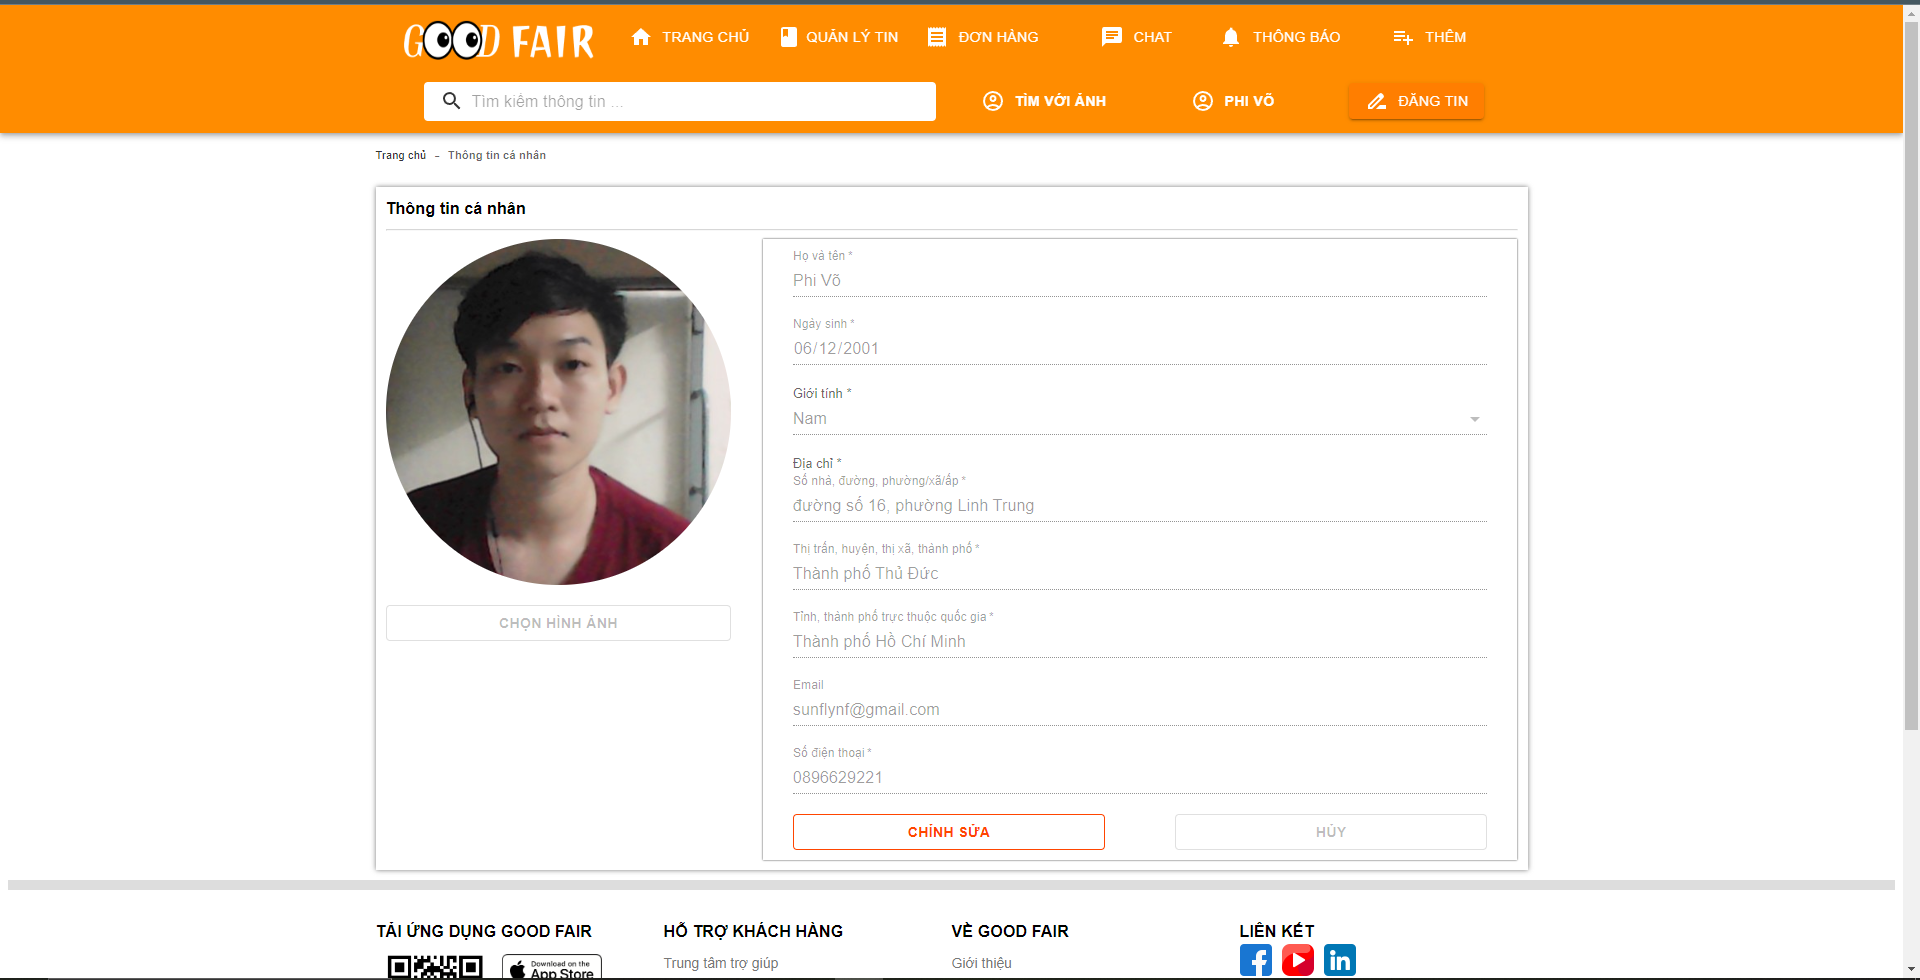 GOOD FAIR
TRANG CHỦ
QUẢN LÝ TIN
ĐƠN HÀNG
CHAT
THÔNG BÁO
THÊM
Tìm kiếm thông tin ...
TÌM VỚI ẢNH
PHI VÕ
ĐĂNG TIN
Trang chủ - Thông tin cá nhân
Thông tin cá nhân
CHỌN HÌNH ẢNH
Họ và tên *
Phi Võ
Ngày sinh *
06/12/2001
Giới tính *
Nam
Địa chỉ *
Số nhà, đường, phường/xã/ấp *
đường số 16, phường Linh Trung
Thị trấn, huyện, thị xã, thành phố *
Thành phố Thủ Đức
Tỉnh, thành phố trực thuộc quốc gia *
Thành phố Hồ Chí Minh
Email
sunflynf@gmail.com
Số điện thoại *
0896629221
CHỈNH SỬA
HỦY
TẢI ỨNG DỤNG GOOD FAIR
Download on the
App Store
HỖ TRỢ KHÁCH HÀNG
Trung tâm trợ giúp
VỀ GOOD FAIR
Giới thiệu
LIÊN KẾT